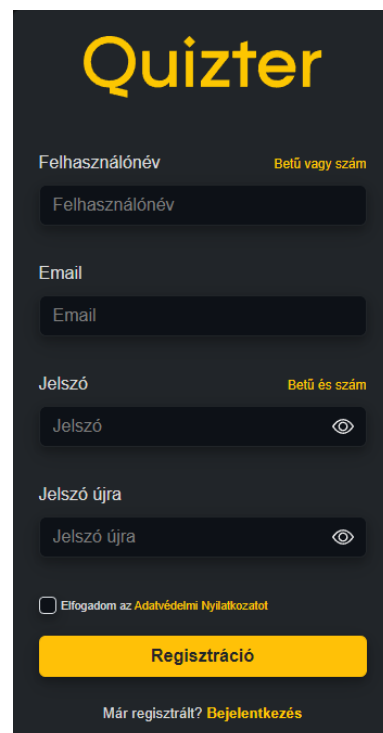 Quizter
Felhasználónév Betű vagy szám
Felhasználónév
Email
Email
Jelszó Betű és szám
Jelszó
Jelszó újra
Jelszó újra
Elfogadom az Adatvédelmi Nyilatkozatot
Regisztráció
Már regisztrált? Bejelentkezés